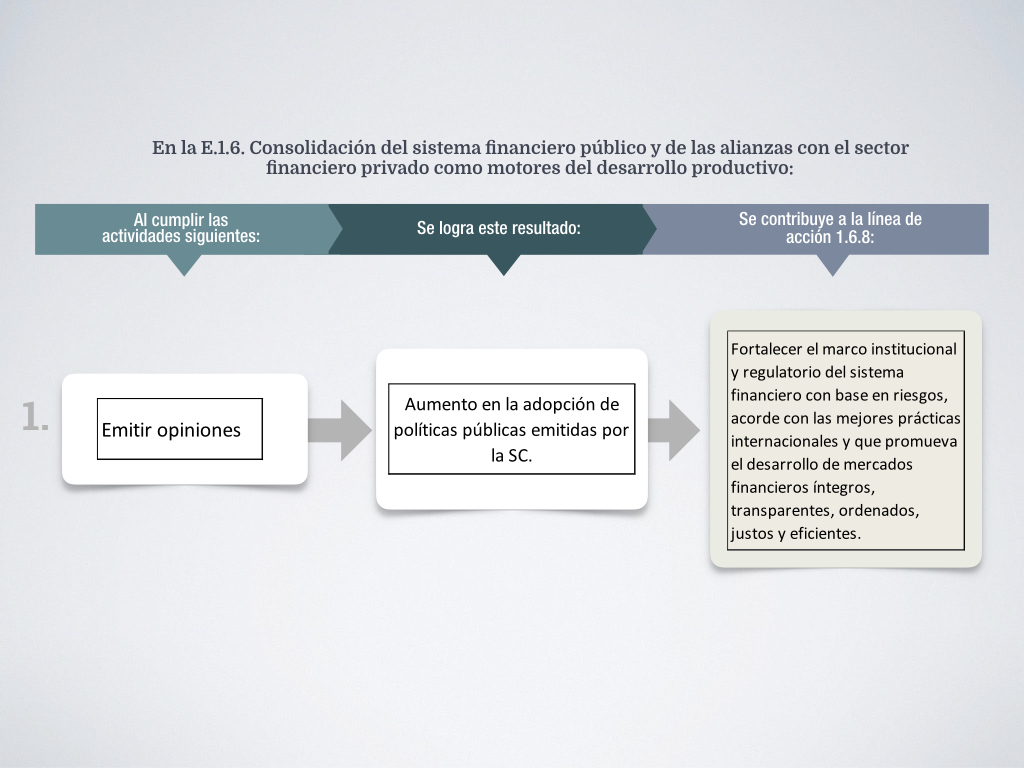 En la E.1.6. Consolidación del sistema financiero público y de las alianzas con el sector
financiero privado como motores del desarrollo productivo:
Al cumplir las
actividades siguientes:
Se logra este resultado:
Se contribuye a la línea de
acción 1.6.8:
1.
Emitir opiniones
Aumento en la adopción de
políticas públicas emitidas por
la SC.
Fortalecer el marco institucional
y regulatorio del sistema
financiero con base en riesgos,
acorde con las mejores prácticas
internacionales y que promueva
el desarrollo de mercados
financieros íntegros,
transparentes, ordenados,
justos y eficientes.